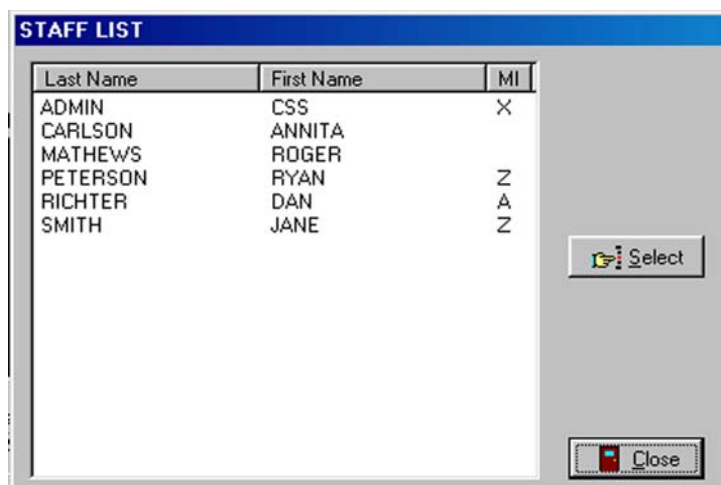 STAFF LIST
Last Name First Name MI
ADMIN CSS X
CARLSON ANNITA
MATHEWS ROGER
PETERSON RYAN Z
RICHTER DAN A
SMITH JANE Z
Select
Close